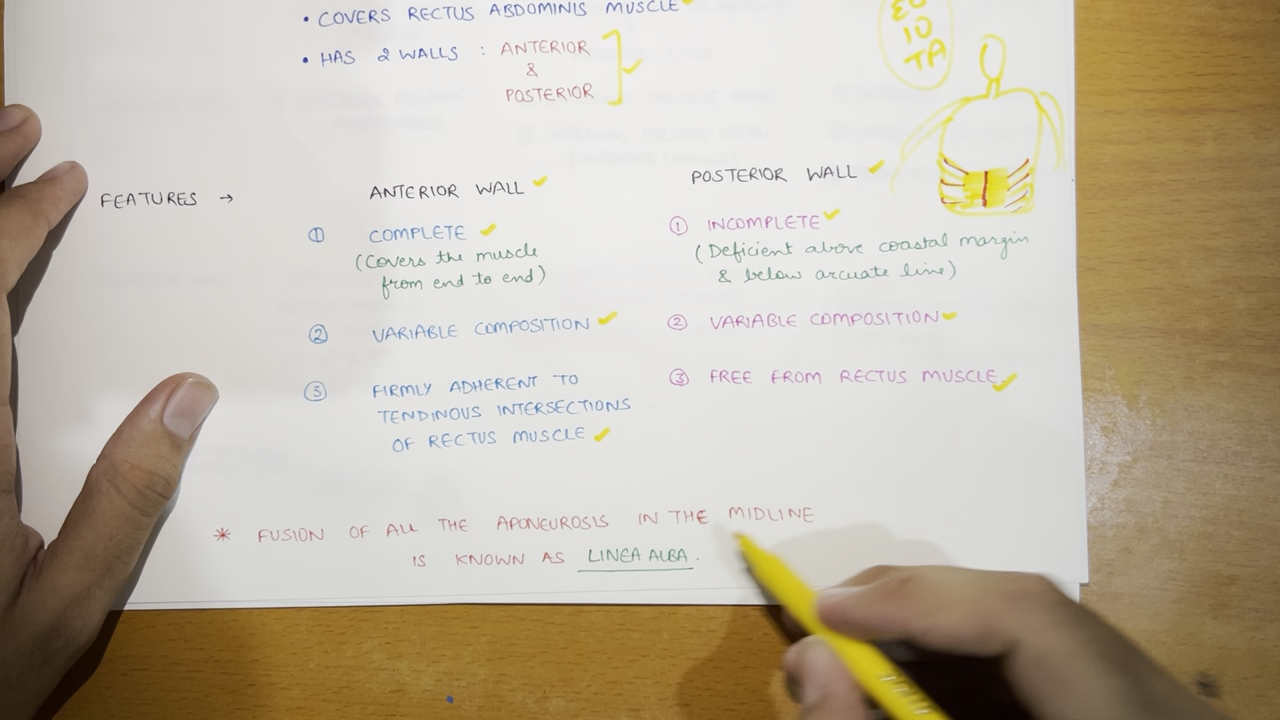 • COVERS RECTUS ABDOMINIS MUSCLE
• HAS 2 WALLS : ANTERIOR
&
POSTERIOR
EO
IO
TA
FEATURES →
ANTERIOR WALL
① COMPLETE
(Covers the muscle
from end to end)
② VARIABLE COMPOSITION
③ FIRMLY ADHERENT TO
TENDINOUS INTERSECTIONS
OF RECTUS MUSCLE
POSTERIOR WALL
① INCOMPLETE
(Deficient above coastal margin
& below arcuate line)
② VARIABLE COMPOSITION
③ FREE FROM RECTUS MUSCLE
* FUSION OF ALL THE APONEUROSIS IN THE MIDLINE
IS KNOWN AS LINEA ALBA.